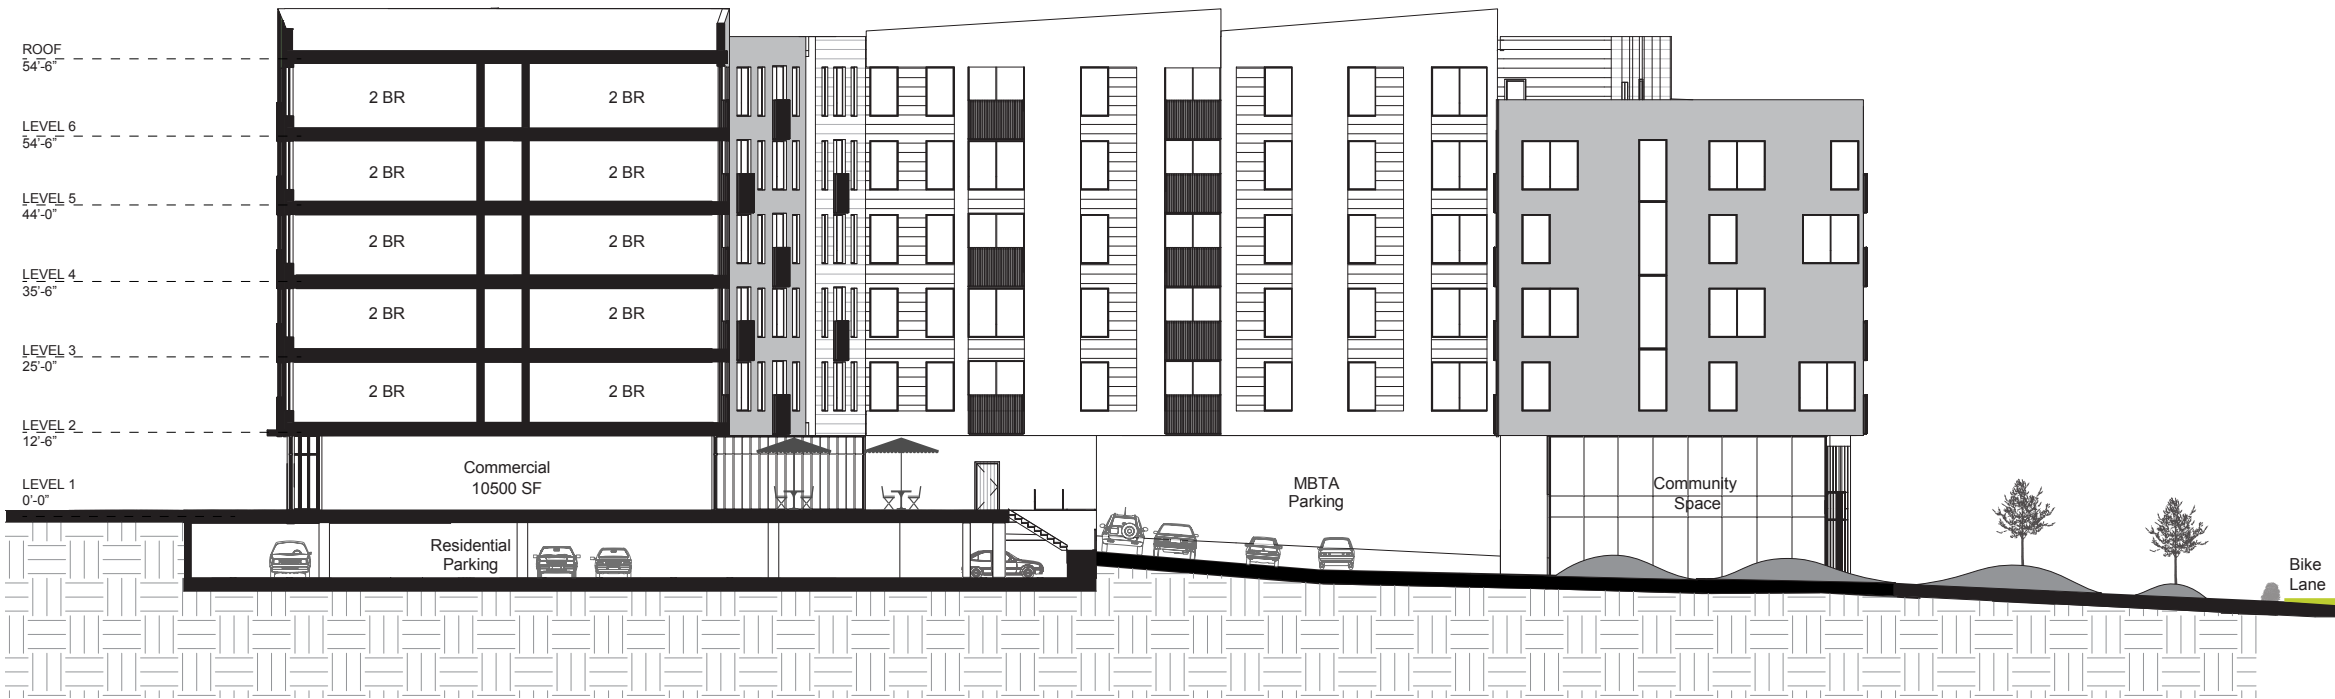 ROOF
54'-6"
2 BR 2 BR
LEVEL 6
54'-6"
2 BR 2 BR
LEVEL 5
44'-0"
2 BR 2 BR
LEVEL 4
35'-6"
2 BR 2 BR
LEVEL 3
25'-0"
2 BR 2 BR
LEVEL 2
12'-6"
LEVEL 1
0'-0"
Commercial
10500 SF
MBTA
Parking
Community
Space
Residential
Parking
Bike
Lane